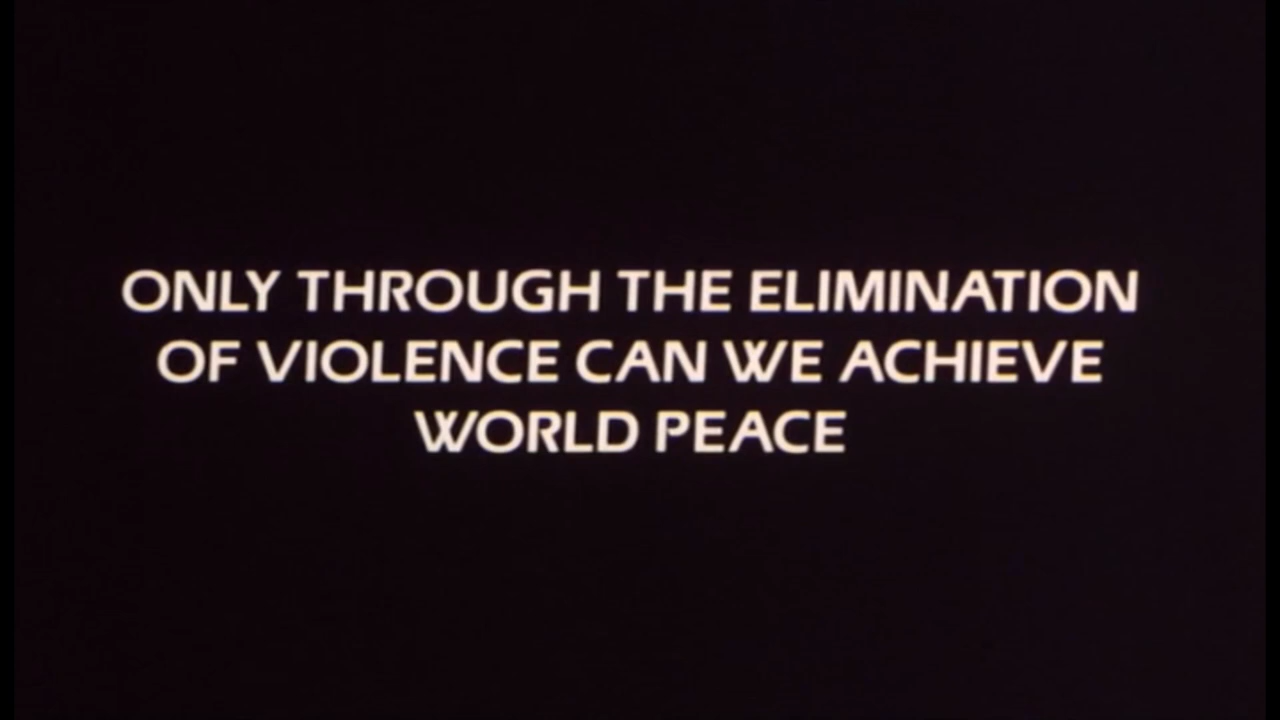 ONLY THROUGH THE ELIMINATION
OF VIOLENCE CAN WE ACHIEVE
WORLD PEACE